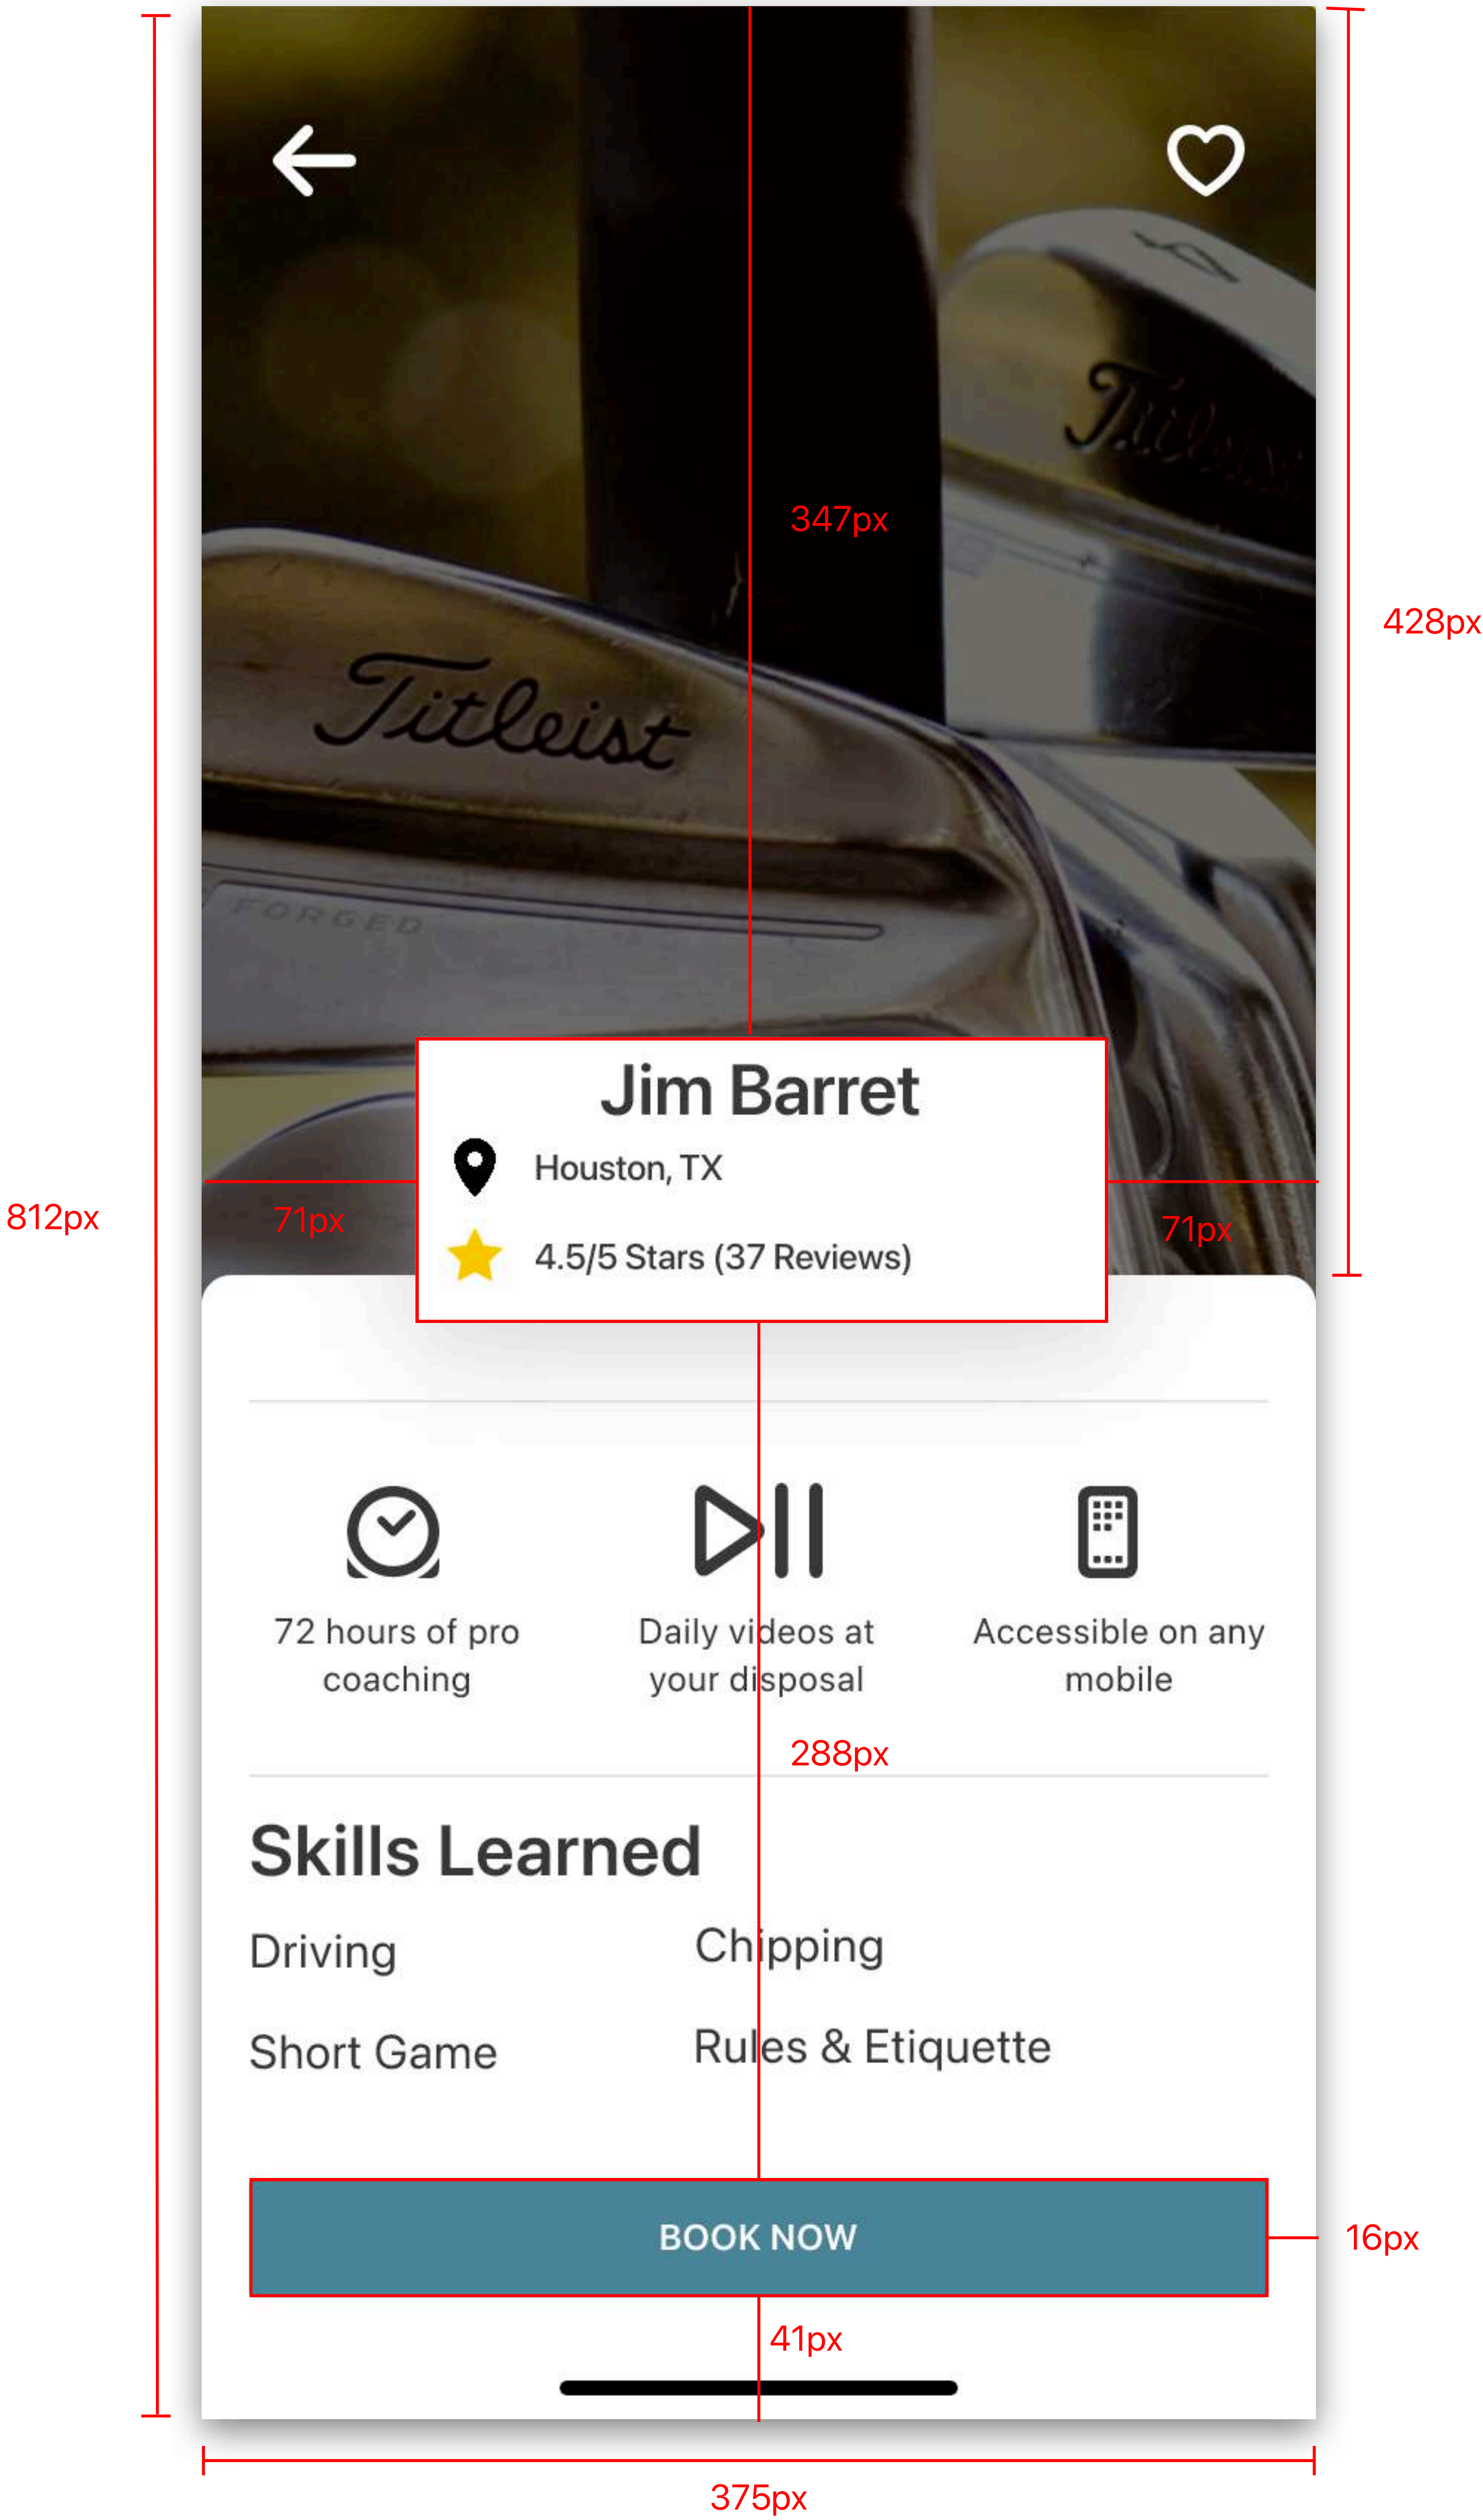 347px
428px
Titleist
Titleist
FORGED
Jim Barret
Houston, TX
812px
71px
71px
4.5/5 Stars (37 Reviews)
72 hours of pro
coaching
Daily videos at
your disposal
Accessible on any
mobile
288px
Skills Learned
Driving
Chipping
Short Game
Rules & Etiquette
BOOK NOW
16px
41px
375px